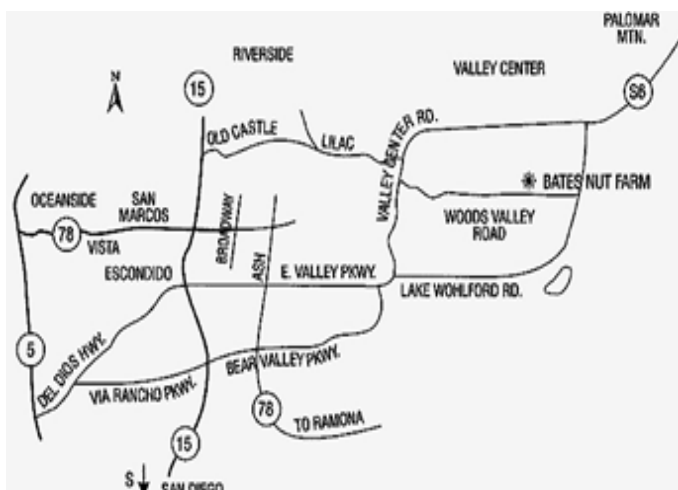 PALOMAR
MTN.
RIVERSIDE
VALLEY CENTER
N
15
S6
OLD CASTLE
LILAC
VALLEY CENTER RD.
BATES NUT FARM
OCEANSIDE
SAN
MARCOS
78
VISTA
BROADWAY
ASH
WOODS VALLEY
ROAD
ESCONDIDO
E. VALLEY PKWY.
LAKE WOHLFORD RD.
5
DEL DIOS HWY.
BEAR VALLEY PKWY.
VIA RANCHO PKWY.
78
TO RAMONA
15
S
SAN DIEGO